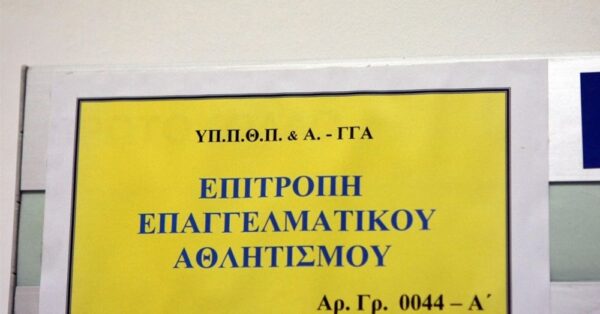 ΥΠ.Π.Θ.Π. & Α. - ΓΓΑ
ΕΠΙΤΡΟΠΗ
ΕΠΑΓΓΕΛΜΑΤΙΚΟΥ
ΑΘΛΗΤΙΣΜΟΥ
Αρ. Γρ. 0044 – Α΄